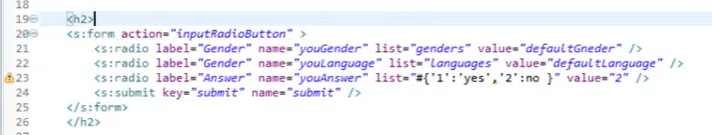 18
19 <h2>
20 <s:form action="inputRadioButton" >
21 <s:radio label="Gender" name="youGender" list="genders" value="defaultGneder" />
22 <s:radio label="Gender" name="youLanguage" list="languages" value="defaultLanguage" />
23 <s:radio label="Answer" name="youAnswer" list="#{'1':'yes','2':no }" value="2" />
24 <s:submit key="submit" name="submit" />
25 </s:form>
26 </h2>